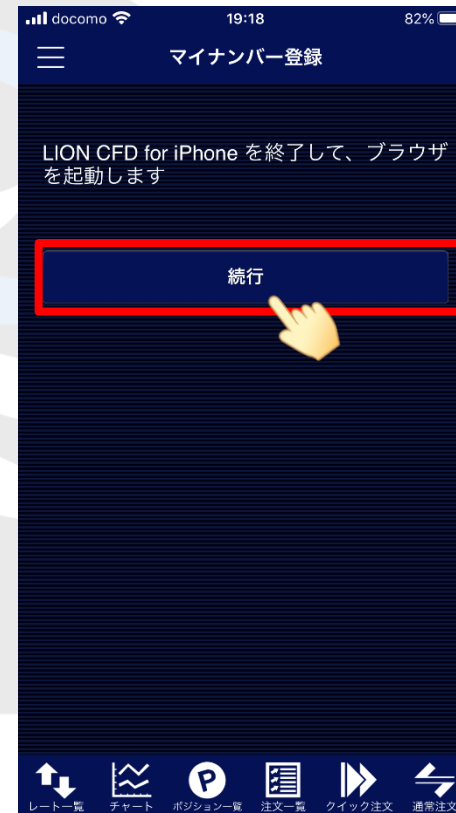 docomo 19:18 82%
マイナンバー登録
LION CFD for iPhone を終了して、ブラウザ
を起動します
続行
レート一覧 チャート ポジション一覧 注文一覧 クイック注文 通常注文